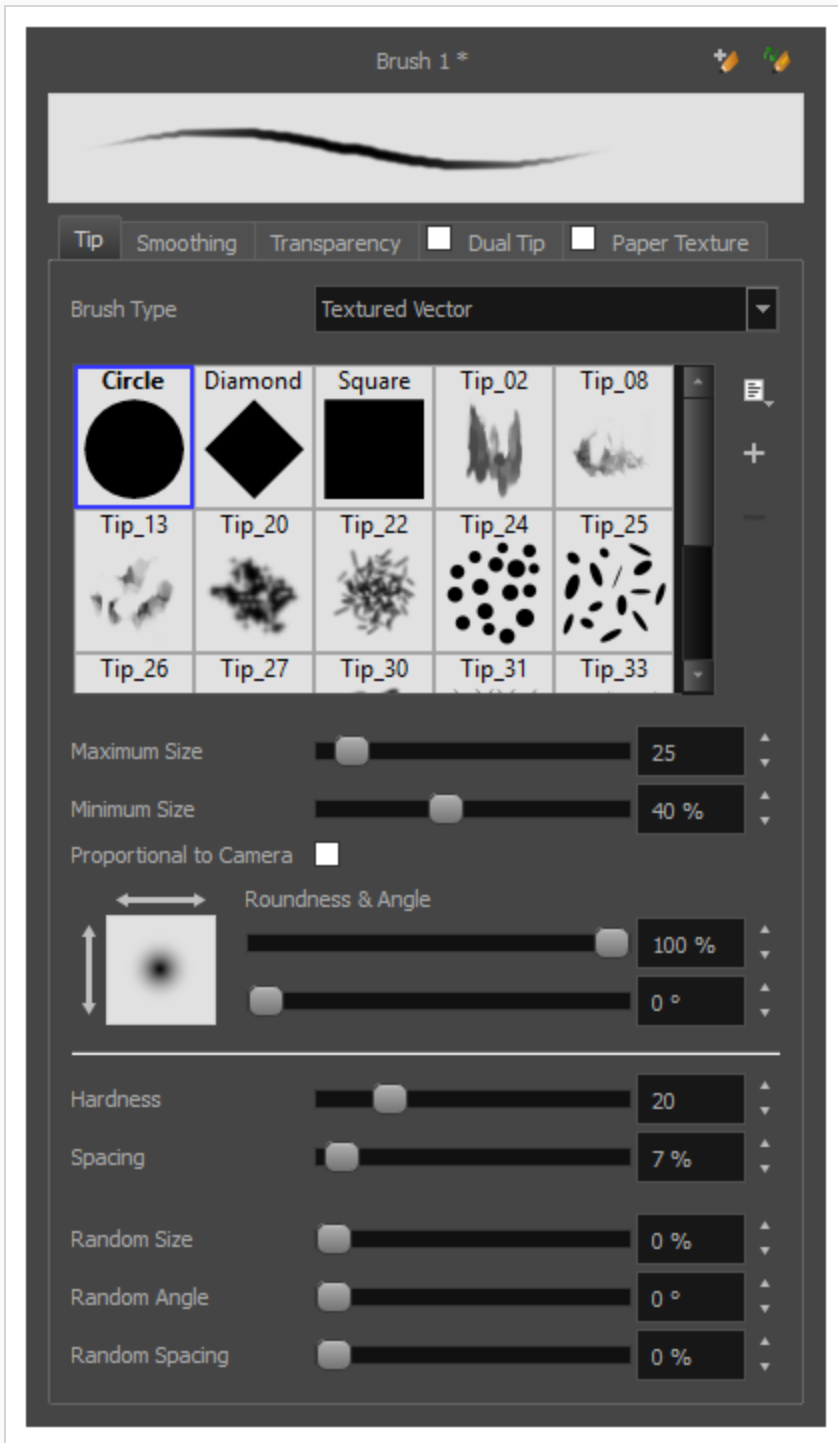 Brush 1 *
Tip Smoothing Transparency Dual Tip Paper Texture
Brush Type Textured Vector
Circle Diamond Square Tip_02 Tip_08
Tip_13 Tip_20 Tip_22 Tip_24 Tip_25
Tip_26 Tip_27 Tip_30 Tip_31 Tip_33
Maximum Size 25
Minimum Size 40 %
Proportional to Camera
Roundness & Angle
100 %
0 °
Hardness 20
Spacing 7 %
Random Size 0 %
Random Angle 0 °
Random Spacing 0 %